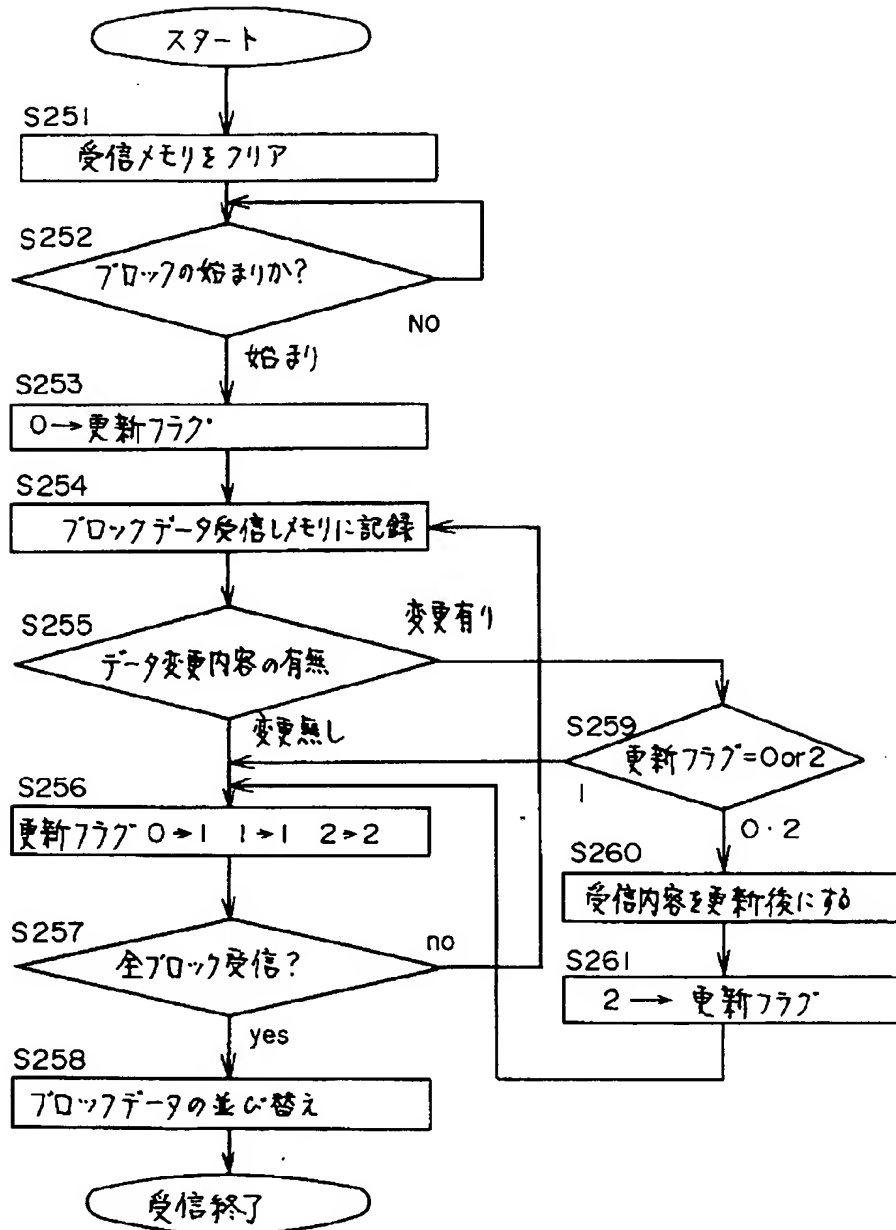 スタート
S251
受信メモリをクリア
S252
ブロックの始まりか?
NO
始まり
S253
0→更新フラグ
S254
ブロックデータ受信しメモリに記録
変更有り
S255
データ変更内容の有無
変更無し
S259
更新フラグ=0or2
1
0・2
S256
更新フラグ 0→1 1→1 2→2
S260
受信内容を更新後にする
S257
全ブロック受信?
no
S261
2→更新フラグ
yes
S258
ブロックデータの並び替え
受信終了